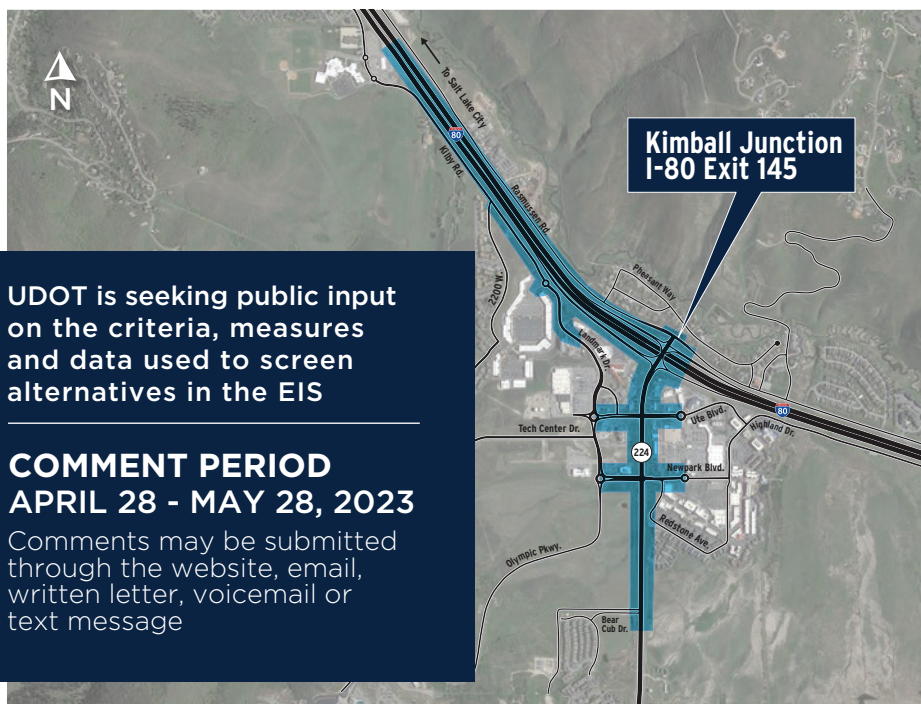 N
To Salt Lake City
80
Kilby Rd.
Rasmussen Rd.
Kimball Junction
I-80 Exit 145
UDOT is seeking public input
on the criteria, measures
and data used to screen
alternatives in the EIS
COMMENT PERIOD
APRIL 28 - MAY 28, 2023
Comments may be submitted
through the website, email,
written letter, voicemail or
text message
2200 W.
Pheasant Way
Landmark Dr.
Tech Center Dr.
Ute Blvd.
80
Highland Dr.
224
Newpark Blvd.
Redstone Ave.
Olympic Pkwy.
Bear
Cub Dr.